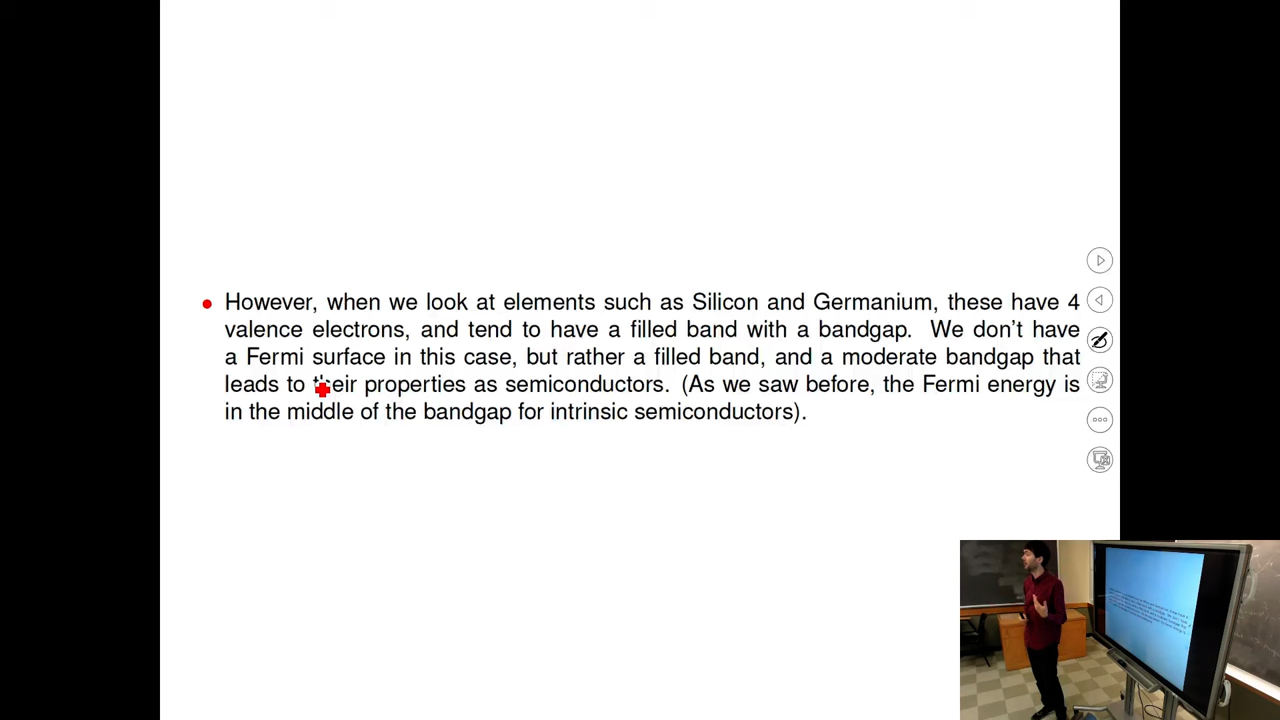 However, when we look at elements such as Silicon and Germanium, these have 4
valence electrons, and tend to have a filled band with a bandgap. We don't have
a Fermi surface in this case, but rather a filled band, and a moderate bandgap that
leads to their properties as semiconductors. (As we saw before, the Fermi energy is
in the middle of the bandgap for intrinsic semiconductors).